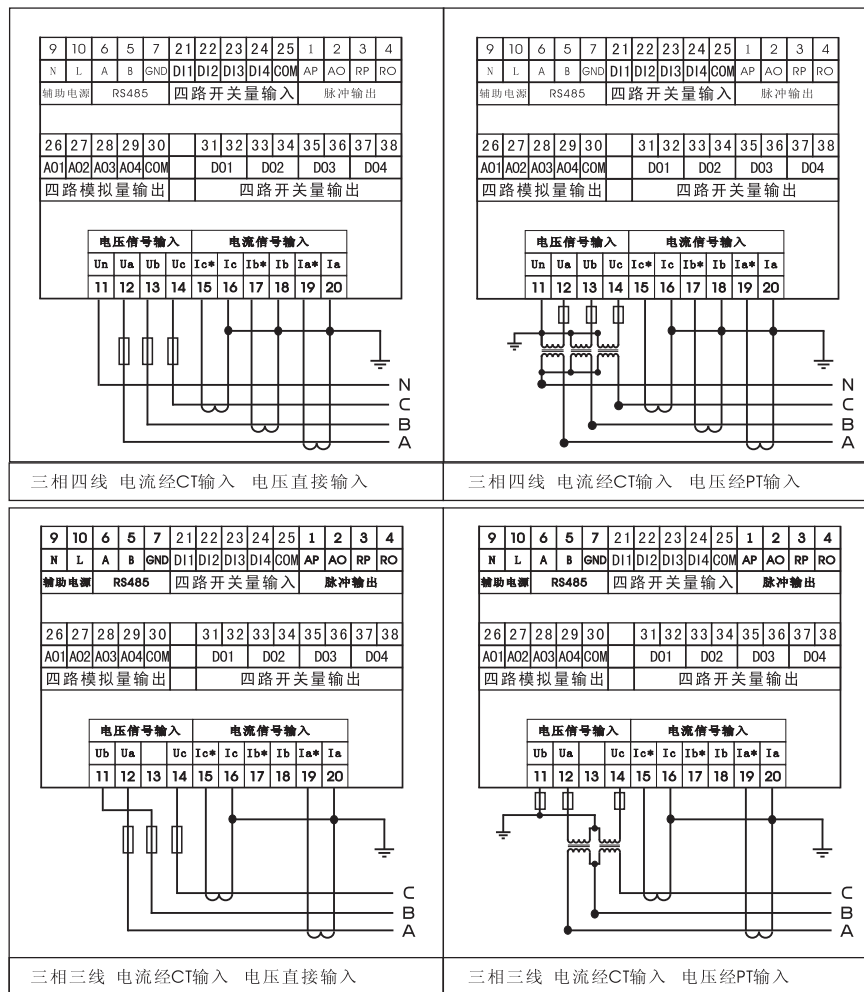 9 10 6 5 7 21 22 23 24 25 1 2 3 4
N L A B GND DI1 DI2 DI3 DI4 COM AP AO RP RO
辅助电源 RS485 四路开关量输入 脉冲输出
26 27 28 29 30 31 32 33 34 35 36 37 38
A01 A02 A03 A04 COM D01 D02 D03 D04
四路模拟量输出 四路开关量输出
电压信号输入 电流信号输入
Un Ua Ub Uc Ic* Ic Ib* Ib Ia* Ia
11 12 13 14 15 16 17 18 19 20
N
C
B
A
三相四线 电流经CT输入 电压直接输入
9 10 6 5 7 21 22 23 24 25 1 2 3 4
N L A B GND DI1 DI2 DI3 DI4 COM AP AO RP RO
辅助电源 RS485 四路开关量输入 脉冲输出
26 27 28 29 30 31 32 33 34 35 36 37 38
A01 A02 A03 A04 COM D01 D02 D03 D04
四路模拟量输出 四路开关量输出
电压信号输入 电流信号输入
Un Ua Ub Uc Ic* Ic Ib* Ib Ia* Ia
11 12 13 14 15 16 17 18 19 20
N
C
B
A
三相四线 电流经CT输入 电压经PT输入
9 10 6 5 7 21 22 23 24 25 1 2 3 4
N L A B GND DI1 DI2 DI3 DI4 COM AP AO RP RO
辅助电源 RS485 四路开关量输入 脉冲输出
26 27 28 29 30 31 32 33 34 35 36 37 38
A01 A02 A03 A04 COM D01 D02 D03 D04
四路模拟量输出 四路开关量输出
电压信号输入 电流信号输入
Ub Ua Uc Ic* Ic Ib* Ib Ia* Ia
11 12 13 14 15 16 17 18 19 20
C
B
A
三相三线 电流经CT输入 电压直接输入
9 10 6 5 7 21 22 23 24 25 1 2 3 4
N L A B GND DI1 DI2 DI3 DI4 COM AP AO RP RO
辅助电源 RS485 四路开关量输入 脉冲输出
26 27 28 29 30 31 32 33 34 35 36 37 38
A01 A02 A03 A04 COM D01 D02 D03 D04
四路模拟量输出 四路开关量输出
电压信号输入 电流信号输入
Ub Ua Uc Ic* Ic Ib* Ib Ia* Ia
11 12 13 14 15 16 17 18 19 20
C
B
A
三相三线 电流经CT输入 电压经PT输入